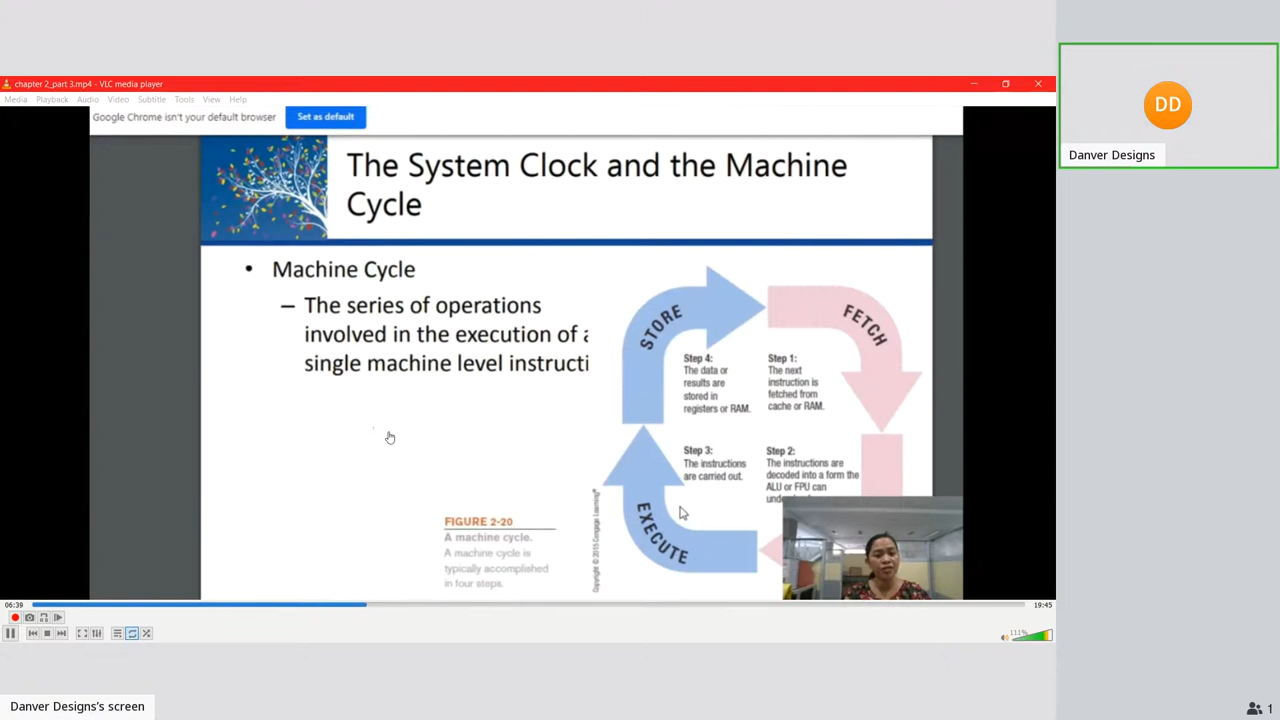 chapter 2_part 3.mp4 - VLC media player
Media Playback Audio Video Subtitle Tools View Help
Google Chrome isn't your default browser
Set as default
The System Clock and the Machine
Cycle
• Machine Cycle
– The series of operations
involved in the execution of a
single machine level instructi
STORE
FETCH
Step 4:
The data or
results are
stored in
registers or RAM.
Step 1:
The next
instruction is
fetched from
cache or RAM.
Step 3:
The instructions
are carried out.
Step 2:
The instructions are
decoded into a form the
ALU or FPU can
EXECUTE
FIGURE 2-20
A machine cycle.
A machine cycle is
typically accomplished
in four steps.
Copyright © 2015 Cengage Learning®
06:39
19:45
111%
DD
Danver Designs
Danver Designs's screen
1